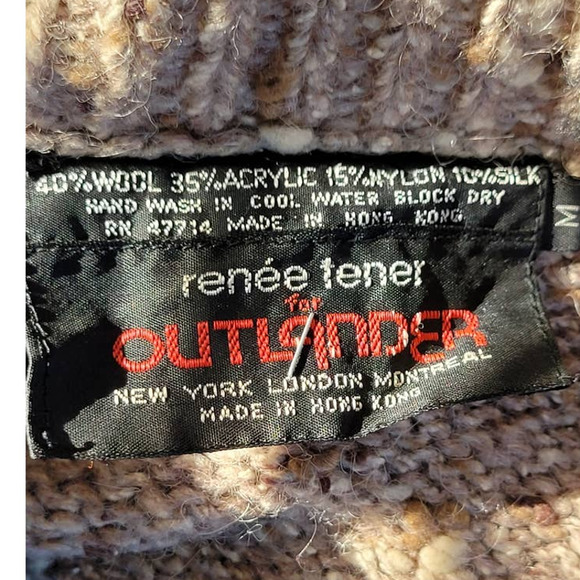 40% WOOL 35% ACRYLIC 15% NYLON 10% SILK
HAND WASH IN COOL WATER BLOCK DRY
RN 47714 MADE IN HONG KONG
M
renée tener
for
OUTLANDER
NEW YORK LONDON MONTREAL
MADE IN HONG KONG